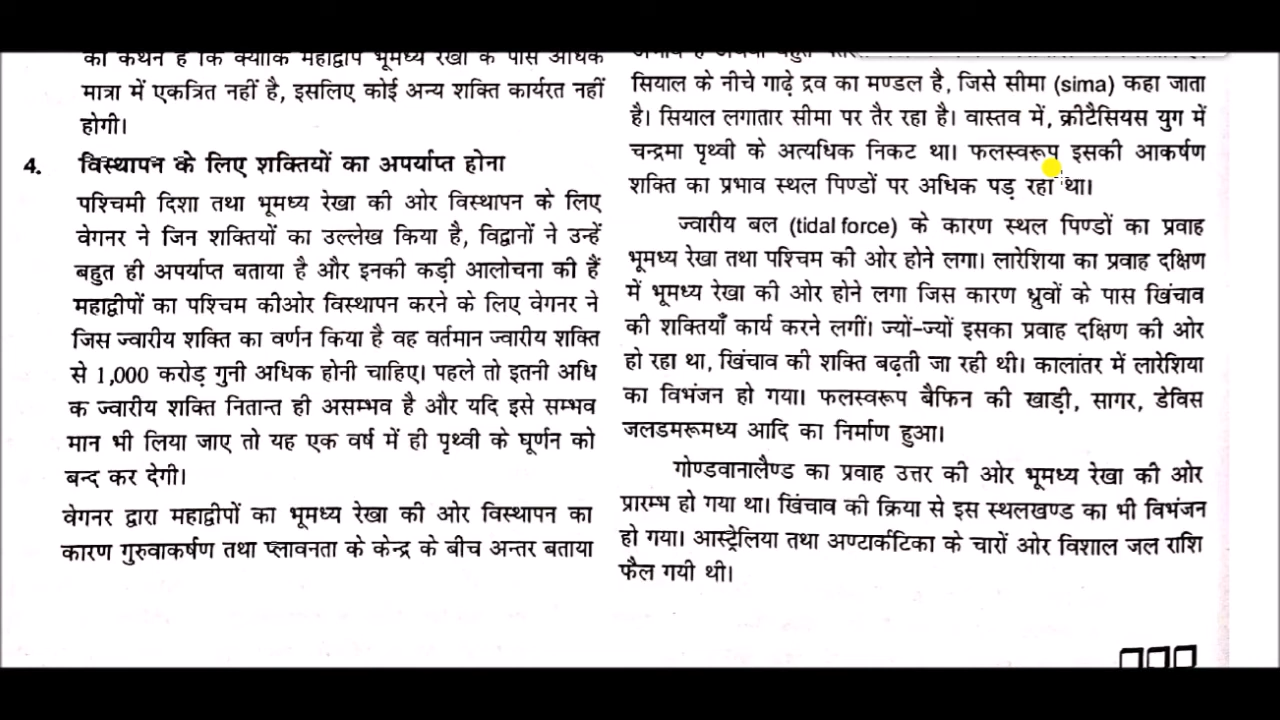 का कथन है कि क्योंकि महाद्वीप भूमध्य रेखा के पास अधिक
मात्रा में एकत्रित नहीं है, इसलिए कोई अन्य शक्ति कार्यरत नहीं
होगी।
4. विस्थापन के लिए शक्तियों का अपर्याप्त होना
पश्चिमी दिशा तथा भूमध्य रेखा की ओर विस्थापन के लिए
वेगनर ने जिन शक्तियों का उल्लेख किया है, विद्वानों ने उन्हें
बहुत ही अपर्याप्त बताया है और इनकी कड़ी आलोचना की हैं
महाद्वीपों का पश्चिम कीओर विस्थापन करने के लिए वेगनर ने
जिस ज्वारीय शक्ति का वर्णन किया है वह वर्तमान ज्वारीय शक्ति
से 1,000 करोड़ गुनी अधिक होनी चाहिए। पहले तो इतनी अधि
क ज्वारीय शक्ति नितान्त ही असम्भव है और यदि इसे सम्भव
मान भी लिया जाए तो यह एक वर्ष में ही पृथ्वी के घूर्णन को
बन्द कर देगी।
वेगनर द्वारा महाद्वीपों का भूमध्य रेखा की ओर विस्थापन का
कारण गुरुवाकर्षण तथा प्लावनता के केन्द्र के बीच अन्तर बताया
सियाल के नीचे गाढ़े द्रव का मण्डल है, जिसे सीमा (sima) कहा जाता
है। सियाल लगातार सीमा पर तैर रहा है। वास्तव में, क्रीटैसियस युग में
चन्द्रमा पृथ्वी के अत्यधिक निकट था। फलस्वरूप इसकी आकर्षण
शक्ति का प्रभाव स्थल पिण्डों पर अधिक पड़ रहा था।
ज्वारीय बल (tidal force) के कारण स्थल पिण्डों का प्रवाह
भूमध्य रेखा तथा पश्चिम की ओर होने लगा। लारेशिया का प्रवाह दक्षिण
में भूमध्य रेखा की ओर होने लगा जिस कारण ध्रुवों के पास खिंचाव
की शक्तियाँ कार्य करने लगीं। ज्यों-ज्यों इसका प्रवाह दक्षिण की ओर
हो रहा था, खिंचाव की शक्ति बढ़ती जा रही थी। कालांतर में लारेशिया
का विभंजन हो गया। फलस्वरूप बैफिन की खाड़ी, सागर, डेविस
जलडमरूमध्य आदि का निर्माण हुआ।
गोण्डवानालैण्ड का प्रवाह उत्तर की ओर भूमध्य रेखा की ओर
प्रारम्भ हो गया था। खिंचाव की क्रिया से इस स्थलखण्ड का भी विभंजन
हो गया। आस्ट्रेलिया तथा अण्टार्कटिका के चारों ओर विशाल जल राशि
फैल गयी थी।